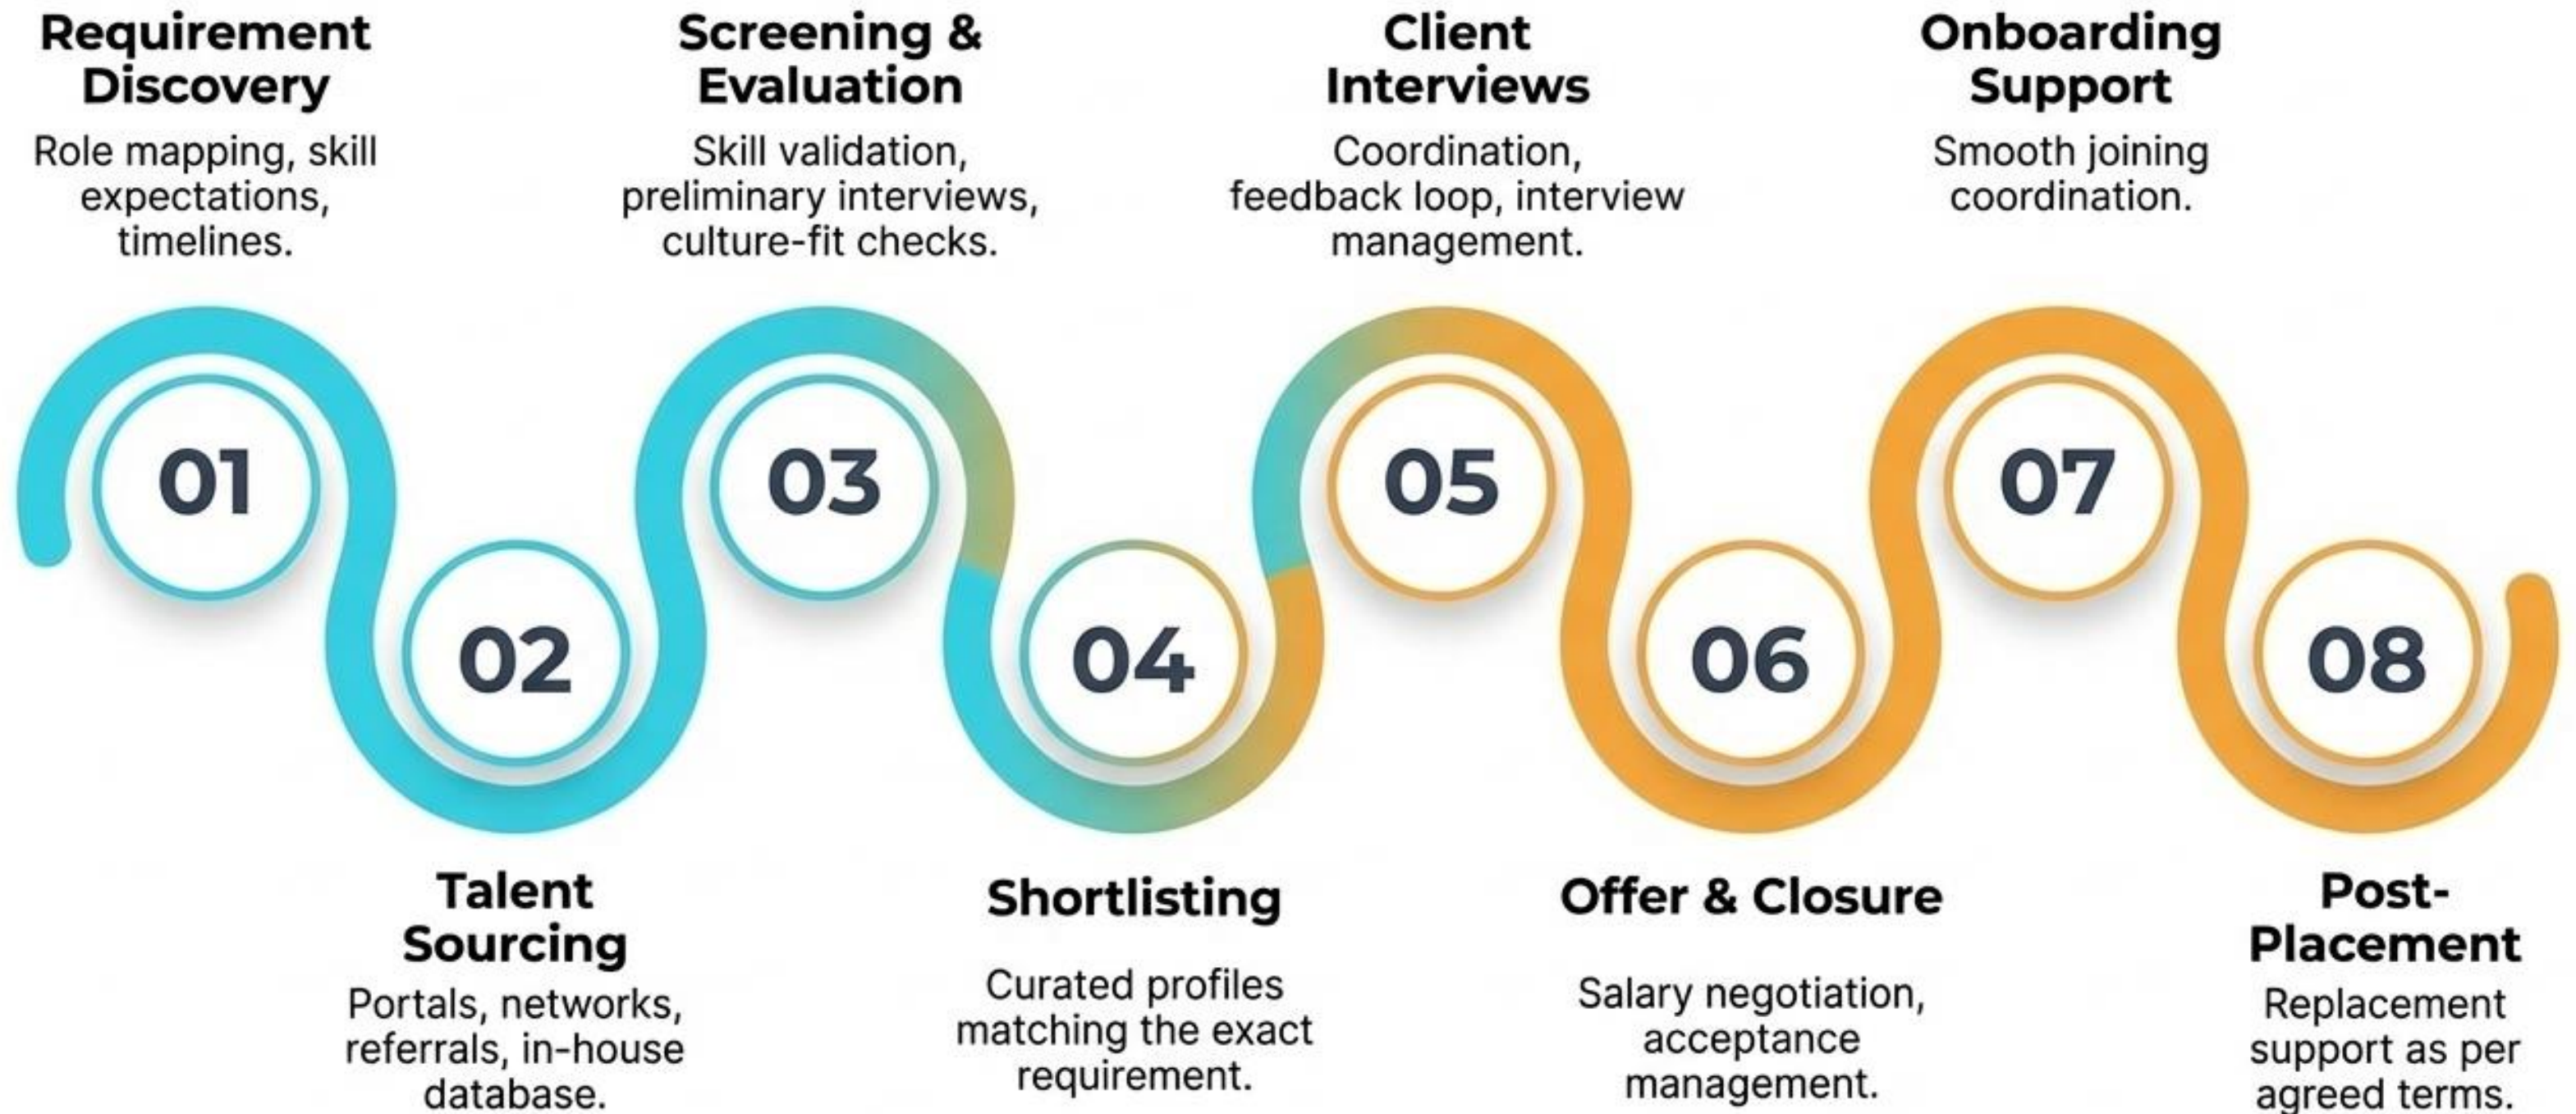 Requirement
Discovery
Role mapping, skill
expectations,
timelines.
01
Talent
Sourcing
Portals, networks,
referrals, in-house
database.
02
Screening &
Evaluation
Skill validation,
preliminary interviews,
culture-fit checks.
03
Shortlisting
Curated profiles
matching the exact
requirement.
04
Client
Interviews
Coordination,
feedback loop, interview
management.
05
Offer & Closure
Salary negotiation,
acceptance
management.
06
Onboarding
Support
Smooth joining
coordination.
07
Post-
Placement
Replacement
support as per
agreed terms.
08